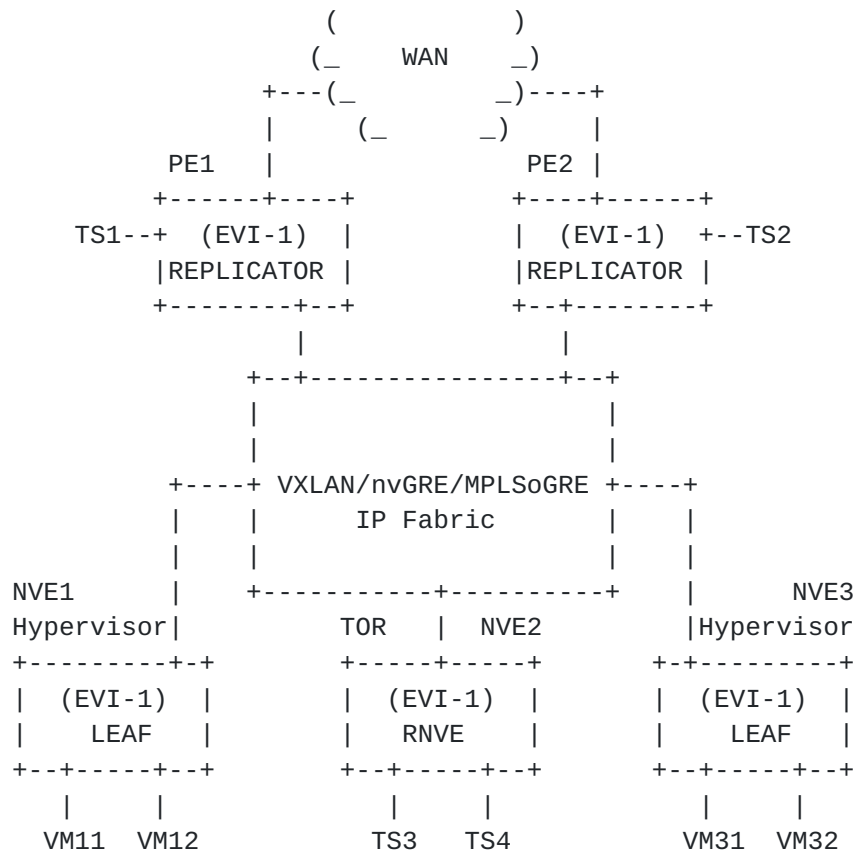 WAN
PE1 PE2
TS1 (EVI-1) (EVI-1) TS2
REPLICATOR REPLICATOR
VXLAN/nvGRE/MPLSoGRE
IP Fabric
NVE1 NVE3
Hypervisor TOR NVE2 Hypervisor
(EVI-1) (EVI-1) (EVI-1)
LEAF RNVE LEAF
VM11 VM12 TS3 TS4 VM31 VM32